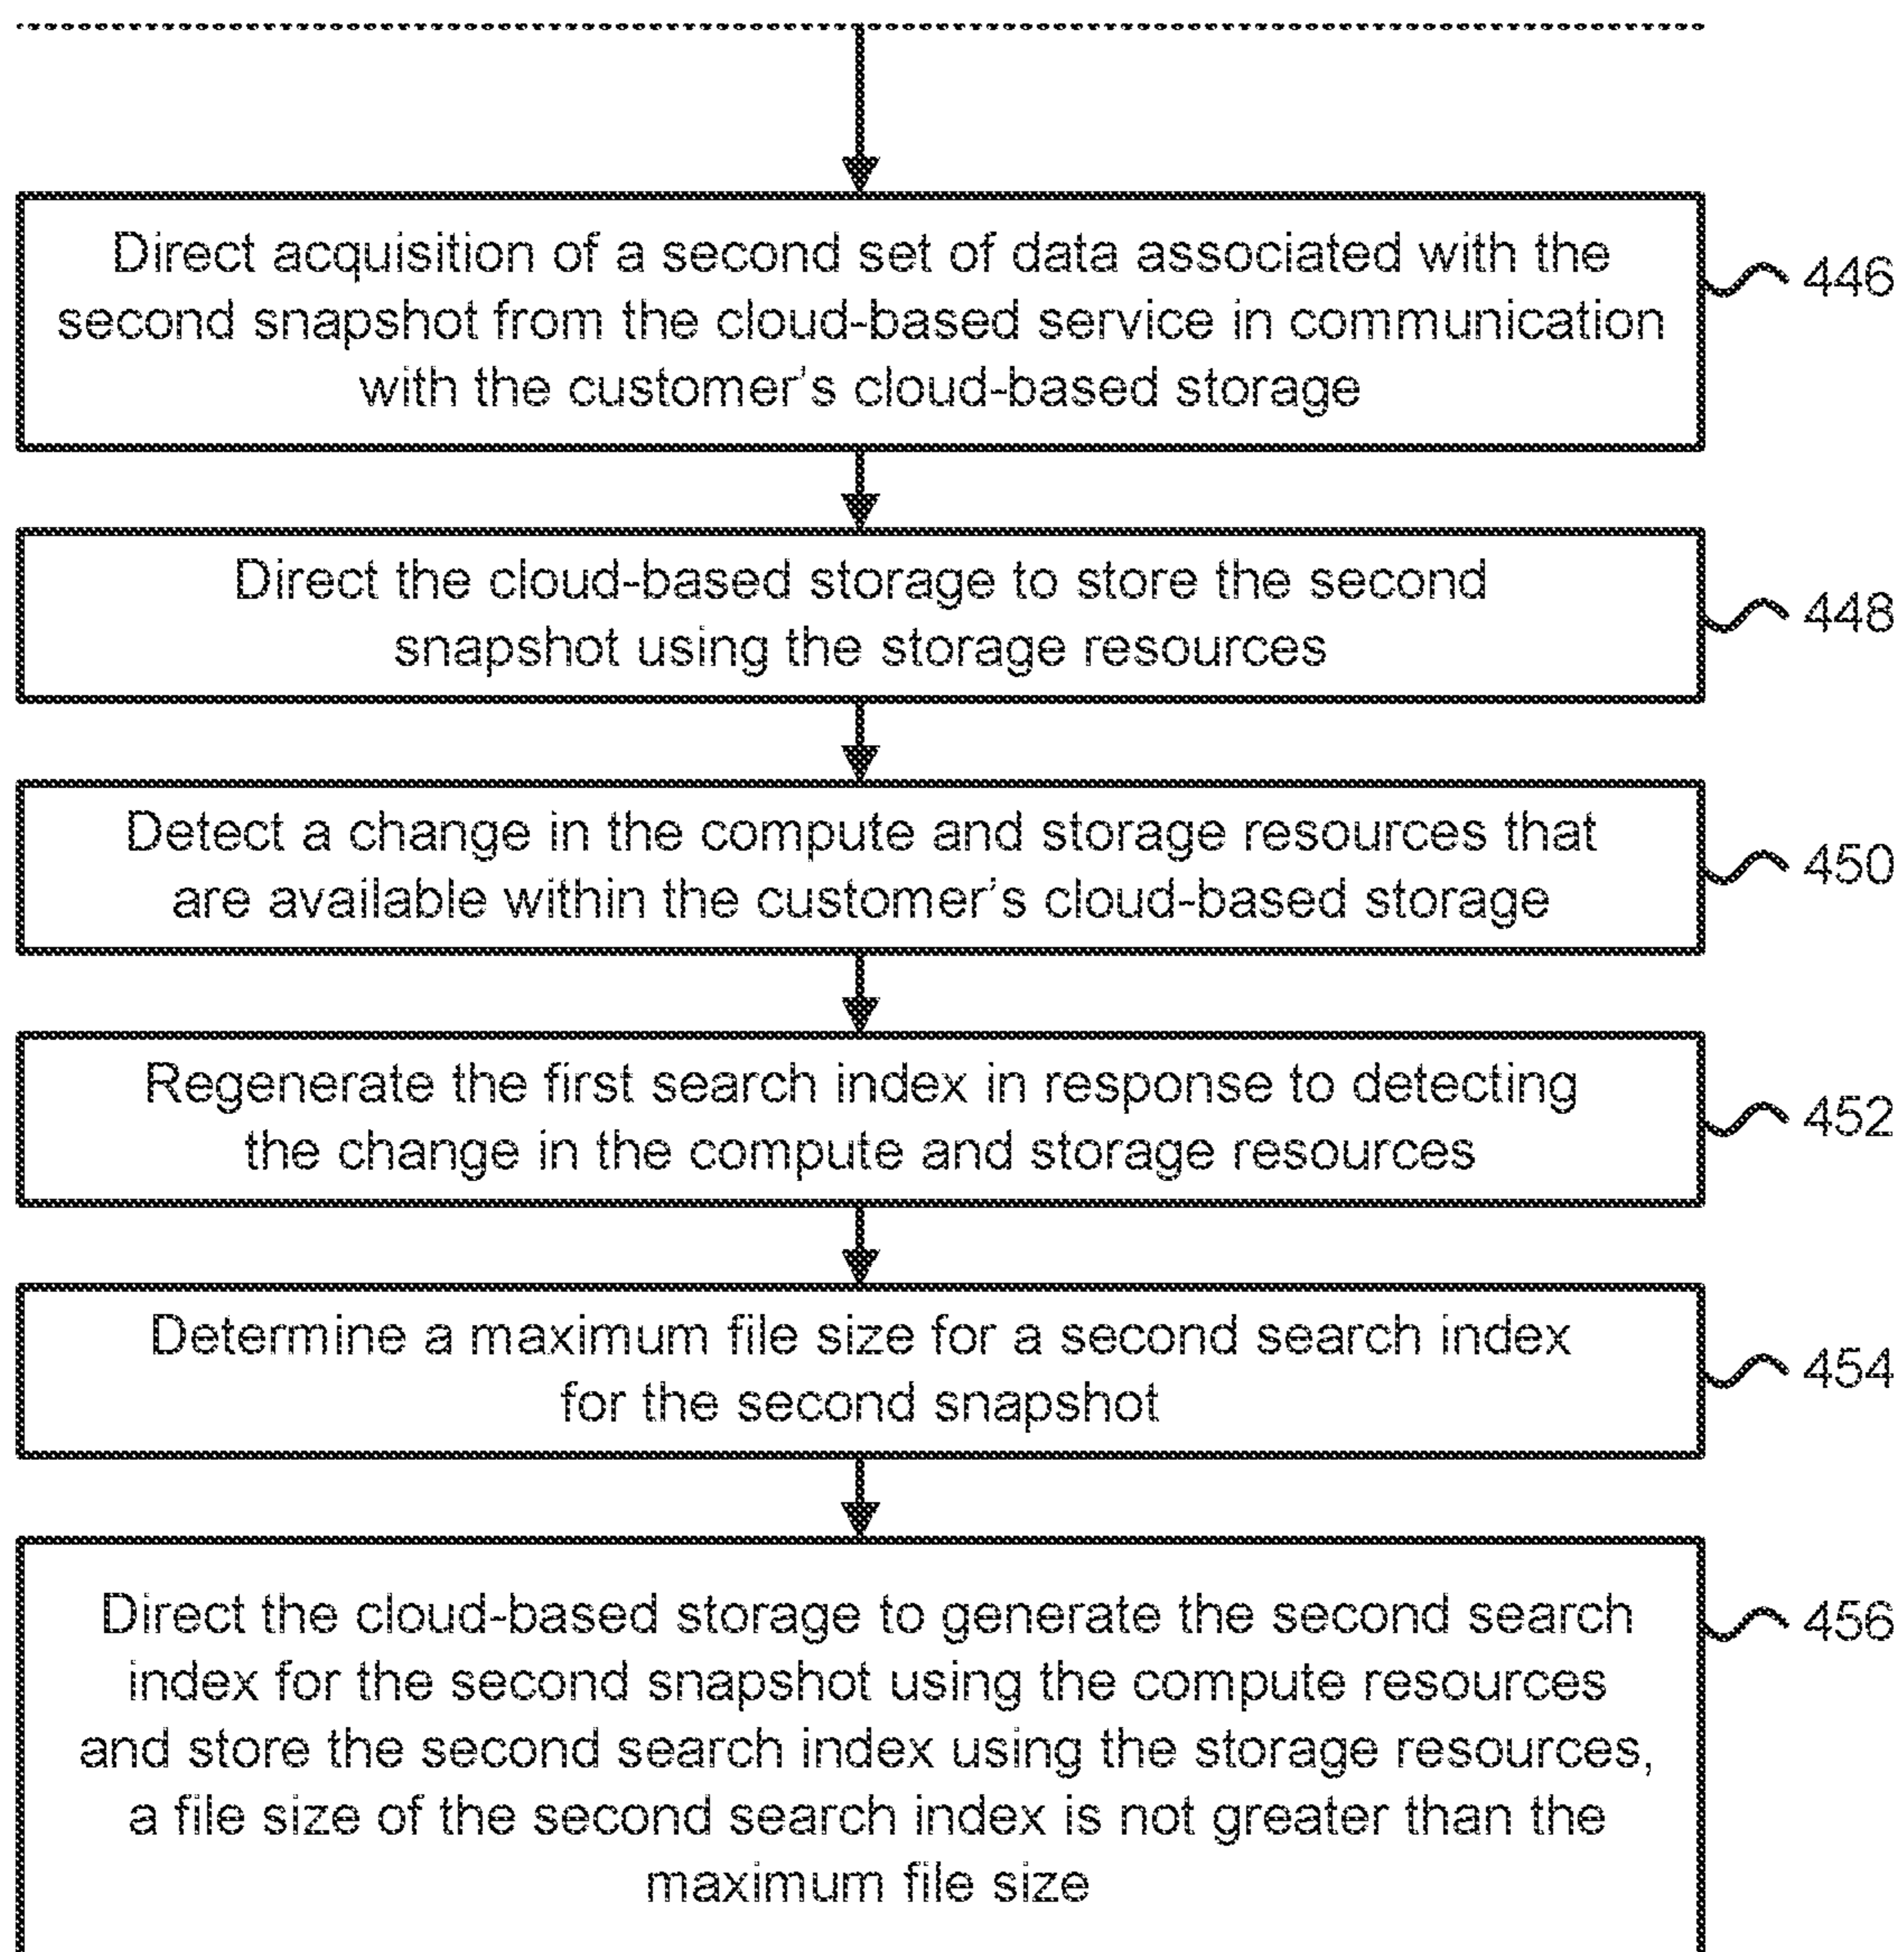 Direct acquisition of a second set of data associated with the
second snapshot from the cloud-based service in communication
with the customer's cloud-based storage
446
Direct the cloud-based storage to store the second
snapshot using the storage resources
448
Detect a change in the compute and storage resources that
are available within the customer's cloud-based storage
450
Regenerate the first search index in response to detecting
the change in the compute and storage resources
452
Determine a maximum file size for a second search index
for the second snapshot
454
Direct the cloud-based storage to generate the second search
index for the second snapshot using the compute resources
and store the second search index using the storage resources,
a file size of the second search index is not greater than the
maximum file size
456